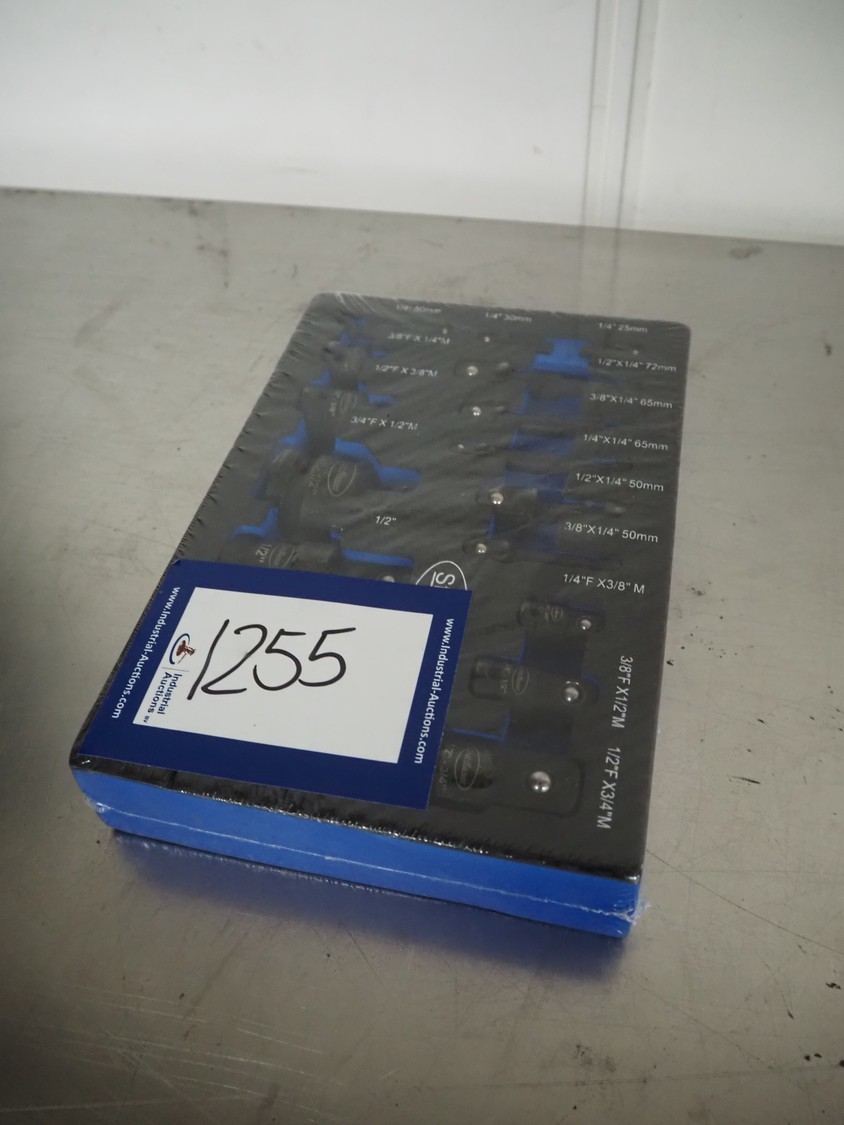 1/4" 30mm
1/4" 25mm
3/8"F X 1/4"M
1/2"X1/4" 72mm
1/2"F X 3/8"M
3/8"X1/4" 65mm
3/4"F X 1/2"M
1/4"X1/4" 65mm
1/2"X1/4" 50mm
1/2"
3/8"X1/4" 50mm
1/4"F X3/8" M
3/8"F X1/2"M
1/2"F X3/4"M
www.Industrial-Auctions.com
Industrial
Auctions BV
1255
www.Industrial-Auctions.com